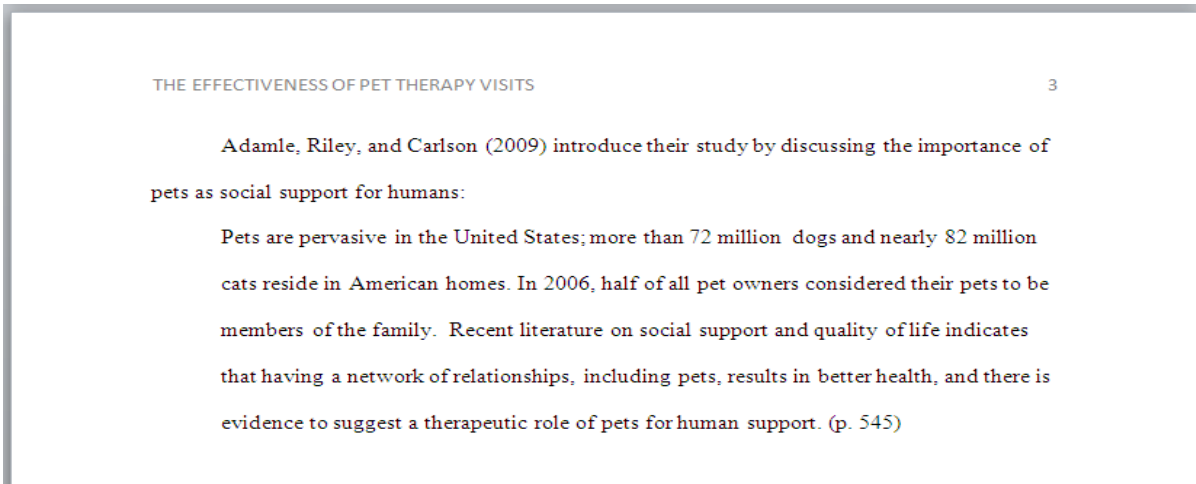 THE EFFECTIVENESS OF PET THERAPY VISITS 3
Adamle, Riley, and Carlson (2009) introduce their study by discussing the importance of
pets as social support for humans:
Pets are pervasive in the United States; more than 72 million dogs and nearly 82 million
cats reside in American homes. In 2006, half of all pet owners considered their pets to be
members of the family. Recent literature on social support and quality of life indicates
that having a network of relationships, including pets, results in better health, and there is
evidence to suggest a therapeutic role of pets for human support. (p. 545)